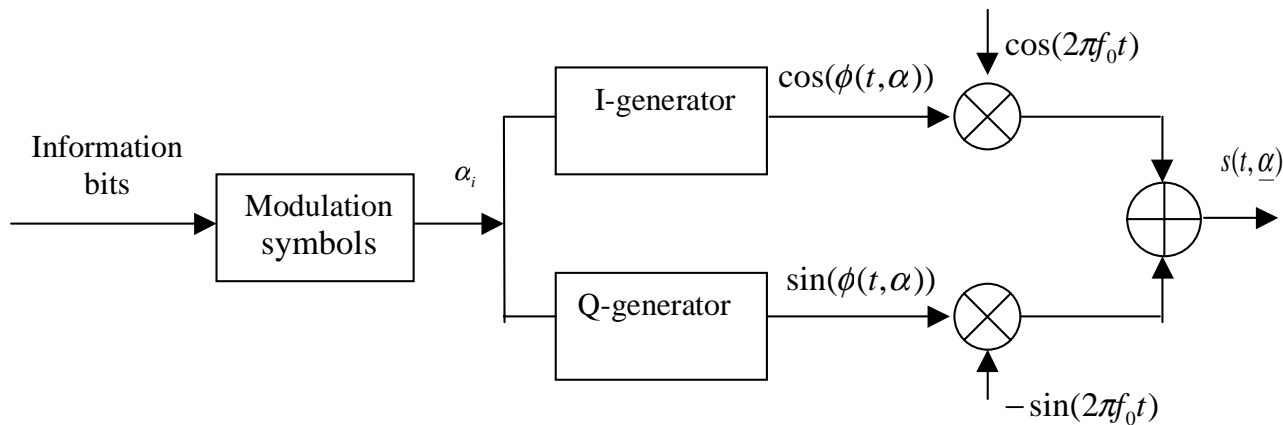 Information
bits
Modulation
symbols
αᵢ
I-generator
cos(ϕ(t,α))
cos(2πf₀t)
Q-generator
sin(ϕ(t,α))
−sin(2πf₀t)
s(t,α̲)